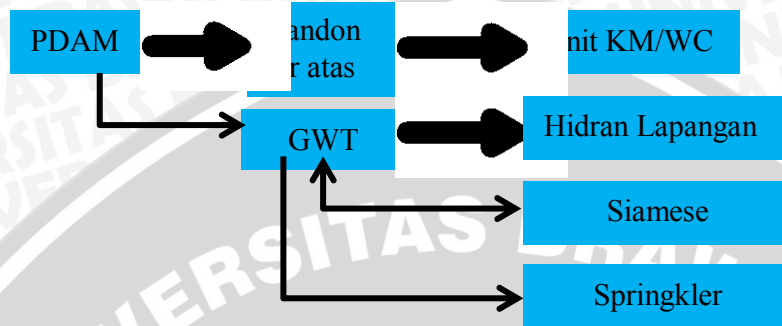 PDAM
andon
r atas
nit KM/WC
GWT
Hidran Lapangan
Siamese
Springkler